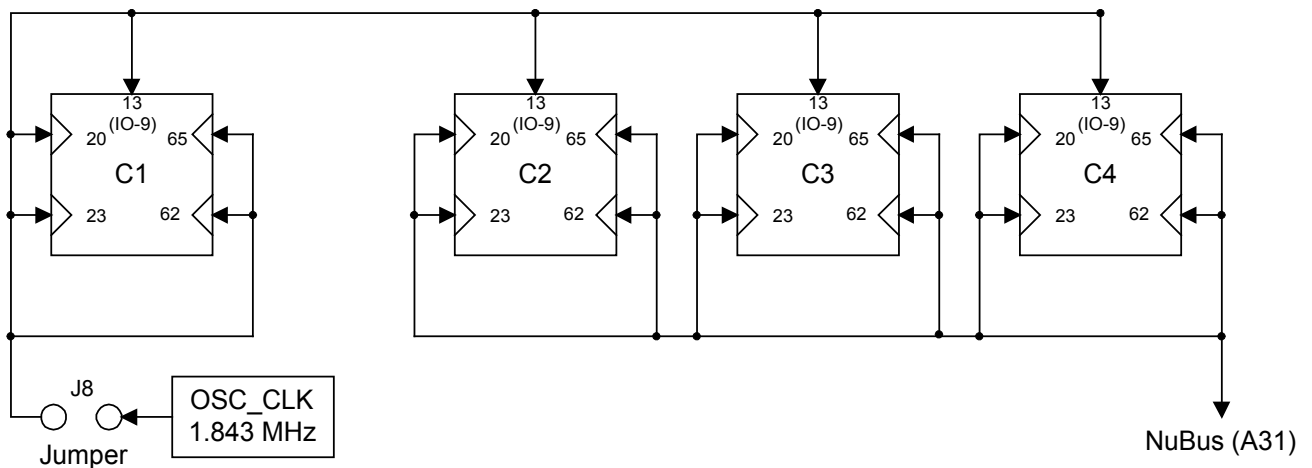 13
(IO-9)
20
65
C1
23
62
13
(IO-9)
20
65
C2
23
62
13
(IO-9)
20
65
C3
23
62
13
(IO-9)
20
65
C4
23
62
J8
Jumper
OSC_CLK
1.843 MHz
NuBus (A31)